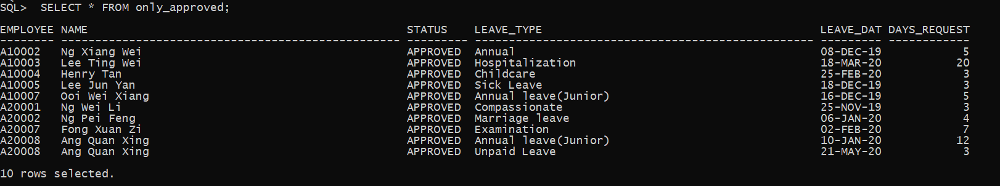 SQL>  SELECT * FROM only_approved;
EMPLOYEE NAME                                               STATUS    LEAVE_TYPE                                         LEAVE_DAT DAYS_REQUEST
-------- -------------------------------------------------- --------- -------------------------------------------------- --------- ------------
A10002   Ng Xiang Wei                                       APPROVED  Annual                                             08-DEC-19            5
A10003   Lee Ting Wei                                       APPROVED  Hospitalization                                    18-MAR-20           20
A10004   Henry Tan                                          APPROVED  Childcare                                          25-FEB-20            3
A10005   Lee Jun Yan                                        APPROVED  Sick Leave                                         18-DEC-19            3
A10007   Ooi Wei Xiang                                      APPROVED  Annual leave(Junior)                               16-DEC-19            5
A20001   Ng Wei Li                                          APPROVED  Compassionate                                      25-NOV-19            3
A20002   Ng Pei Feng                                        APPROVED  Marriage leave                                     06-JAN-20            4
A20007   Fong Xuan Zi                                       APPROVED  Examination                                        02-FEB-20            7
A20008   Ang Quan Xing                                      APPROVED  Annual leave(Junior)                               10-JAN-20           12
A20008   Ang Quan Xing                                      APPROVED  Unpaid Leave                                       21-MAY-20            3
10 rows selected.